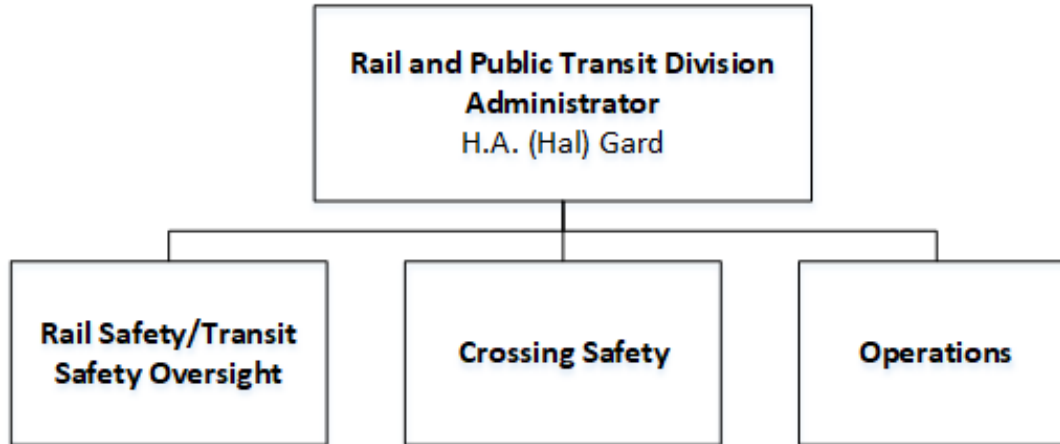 Rail and Public Transit Division
Administrator
H.A. (Hal) Gard
Rail Safety/Transit
Safety Oversight
Crossing Safety
Operations